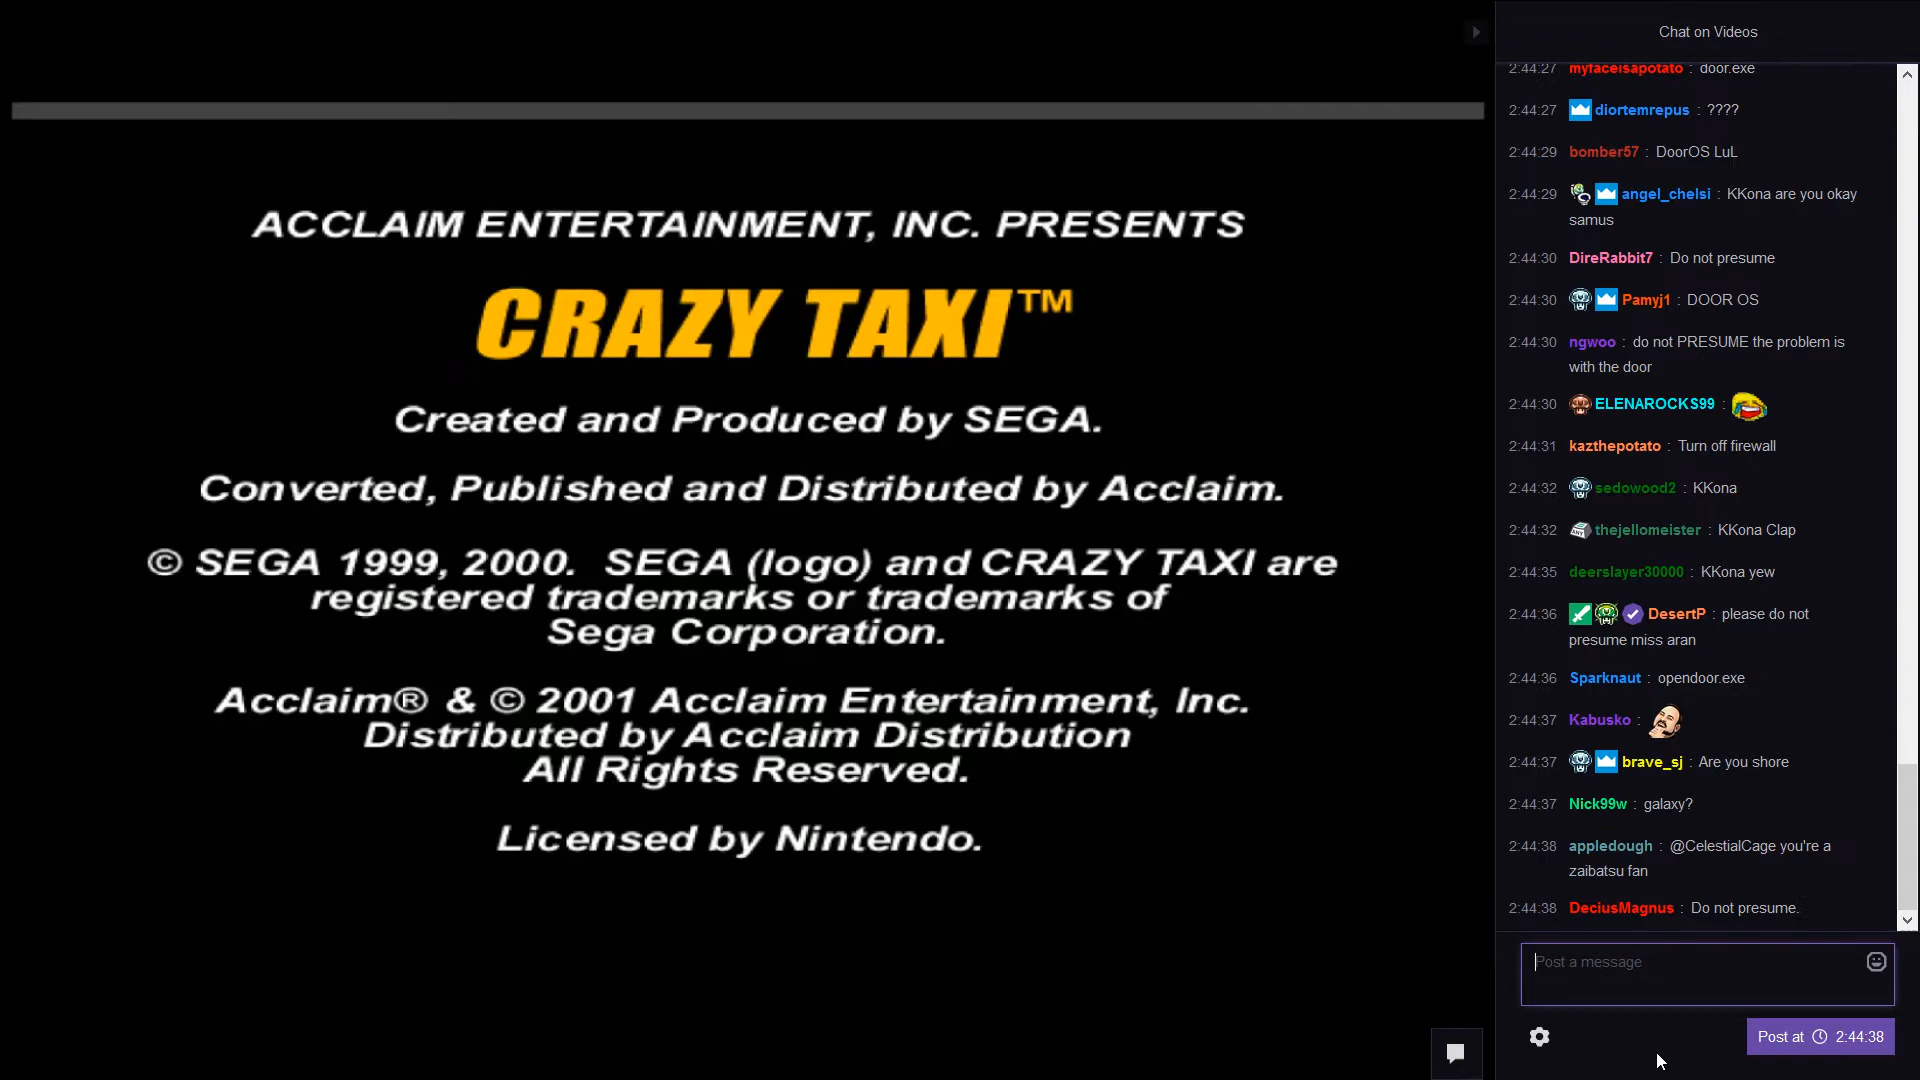 ACCLAIM ENTERTAINMENT, INC. PRESENTS
CRAZY TAXI™
Created and Produced by SEGA.
Converted, Published and Distributed by Acclaim.
© SEGA 1999, 2000. SEGA (logo) and CRAZY TAXI are
registered trademarks or trademarks of
Sega Corporation.
Acclaim® & © 2001 Acclaim Entertainment, Inc.
Distributed by Acclaim Distribution
All Rights Reserved.
Licensed by Nintendo.
Chat on Videos
2:44:27 myfaceisapotato : door.exe
2:44:27 diortemrepus : ????
2:44:29 bomber57 : DoorOS LuL
2:44:29 angel_chelsi : KKona are you okay
samus
2:44:30 DireRabbit7 : Do not presume
2:44:30 Pamyj1 : DOOR OS
2:44:30 ngwoo : do not PRESUME the problem is
with the door
2:44:30 ELENAROCKS99 :
2:44:31 kazthepotato : Turn off firewall
2:44:32 sedowood2 : KKona
2:44:32 thejellomeister : KKona Clap
2:44:35 deerslayer30000 : KKona yew
2:44:36 DesertP : please do not
presume miss aran
2:44:36 Sparknaut : opendoor.exe
2:44:37 Kabusko :
2:44:37 brave_sj : Are you shore
2:44:37 Nick99w : galaxy?
2:44:38 appledough : @CelestialCage you're a
zaibatsu fan
2:44:38 DeciusMagnus : Do not presume.
Post a message
Post at 2:44:38